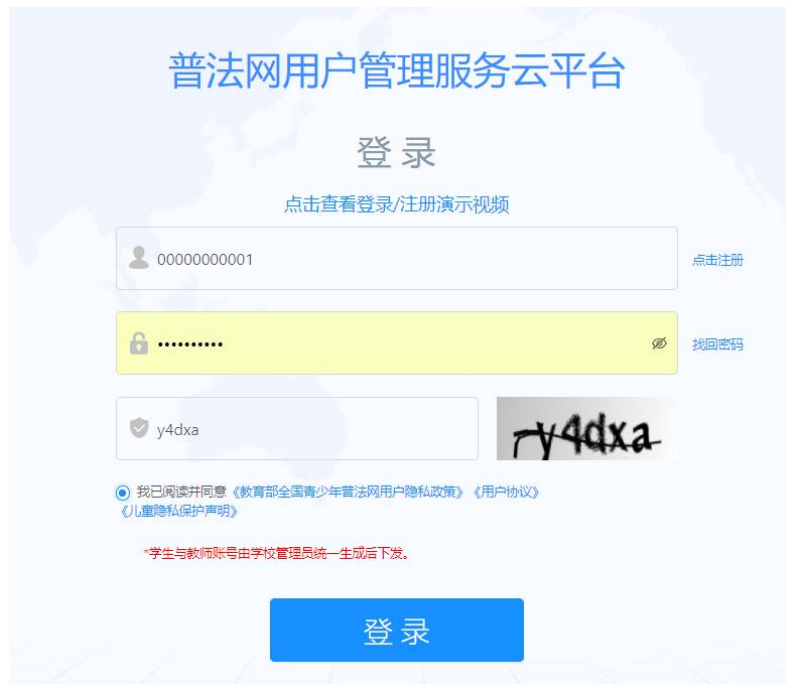 普法网用户管理服务云平台
登录
点击查看登录/注册演示视频
00000000001 点击注册
•••••••••• 找回密码
y4dxa y4dxa
我已阅读并同意《教育部全国青少年普法网用户隐私政策》《用户协议》
《儿童隐私保护声明》
*学生与教师账号由学校管理员统一生成后下发。
登录